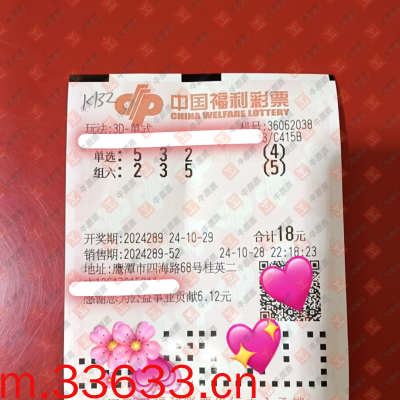 K132
中国福利彩票
CHINA WELFARE LOTTERY
玩法:3D-单式
机号:36062038
/C415B
单选: 5 3 2 (4)
组六: 2 3 5 (5)
开奖期:2024289 24-10-29 合计18元
销售期:2024289-52 24-10-28 22:18:23
地址:鹰潭市四海路68号桂英二
感谢您为公益事业贡献6.12元
m.33633.cn